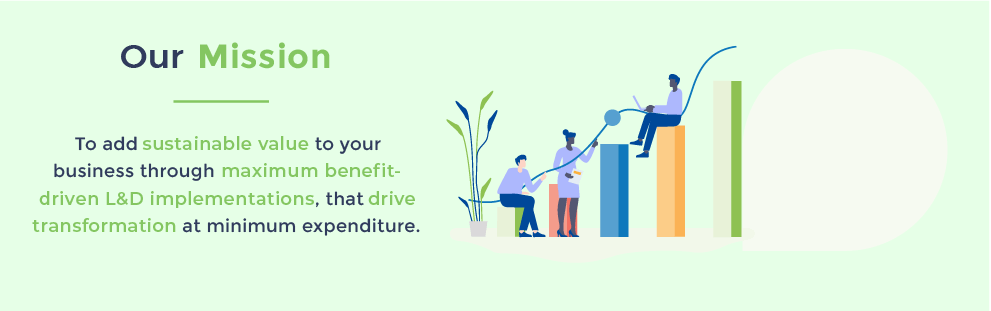 Our Mission
To add sustainable value to your
business through maximum benefit-
driven L&D implementations, that drive
transformation at minimum expenditure.